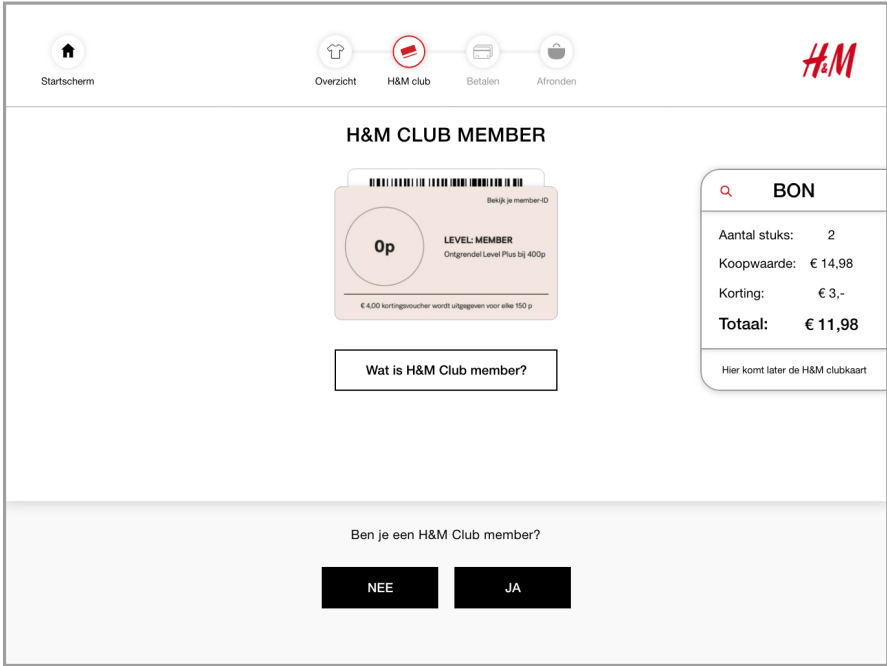 Startscherm
Overzicht
H&M club
Betalen
Afronden
H&M
H&M CLUB MEMBER
Bekijk je member-ID
0p
LEVEL: MEMBER
Ontgrendel Level Plus bij 400p
€ 4,00 kortingsvoucher wordt uitgegeven voor elke 150 p
Wat is H&M Club member?
BON
Aantal stuks: 2
Koopwaarde: € 14,98
Korting: € 3,-
Totaal: € 11,98
Hier komt later de H&M clubkaart
Ben je een H&M Club member?
NEE
JA